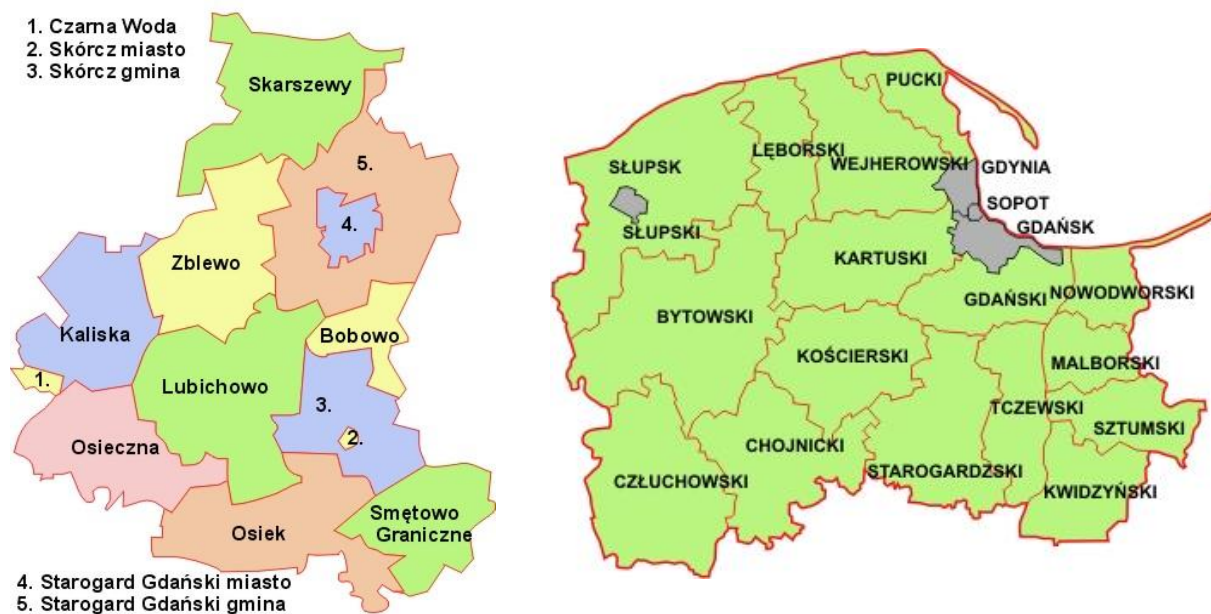 1. Czarna Woda
2. Skórcz miasto
3. Skórcz gmina
Skarszewy
5.
4.
Zblewo
Kaliska
Bobowo
1.
Lubichowo
3.
2.
Osieczna
Osiek
Smętowo
Graniczne
4. Starogard Gdański miasto
5. Starogard Gdański gmina
PUCKI
LĘBORSKI
WEJHEROWSKI
GDYNIA
SŁUPSK
SOPOT
GDAŃSK
SŁUPSKI
KARTUSKI
GDAŃSKI
NOWODWORSKI
BYTOWSKI
KOŚCIERSKI
MALBORSKI
TCZEWSKI
SZTUMSKI
CHOJNICKI
STAROGARDZSKI
CZŁUCHOWSKI
KWIDZYŃSKI